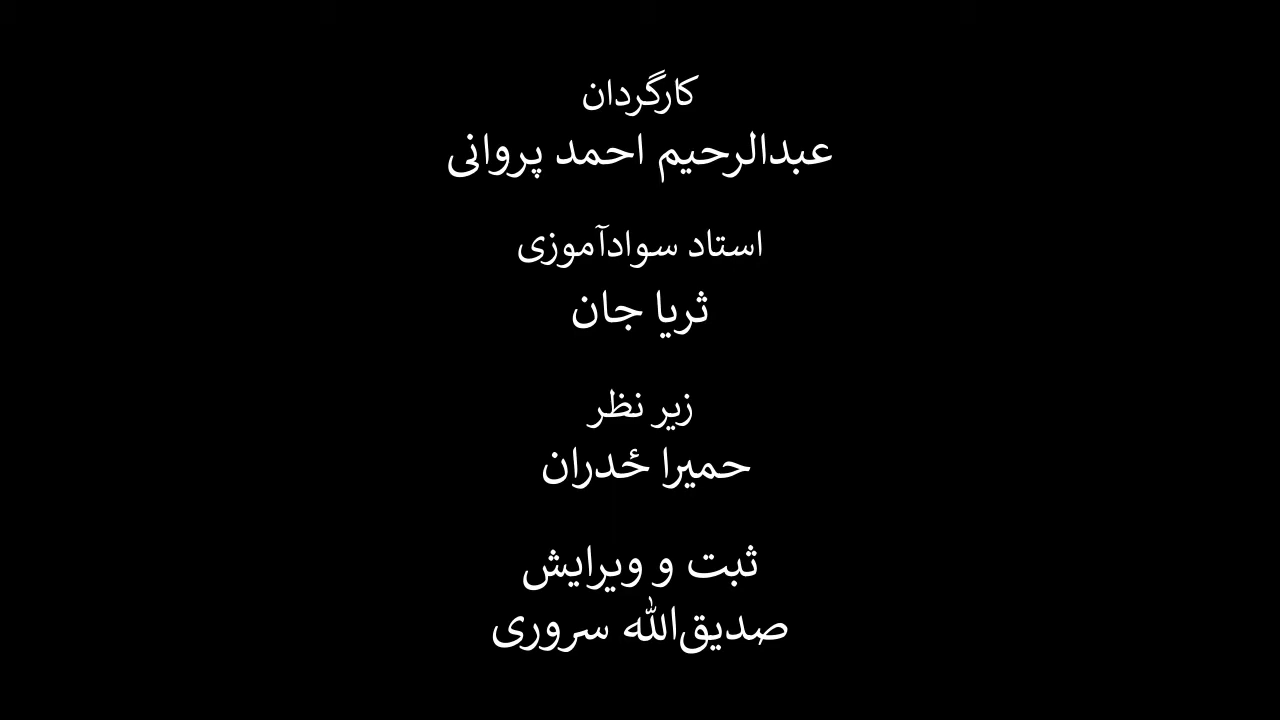 کارگردان
عبدالرحیم احمد پروانی
استاد سوادآموزی
ثریا جان
زیر نظر
حمیرا ځدران
ثبت و ویرایش
صدیق‌الله سروری